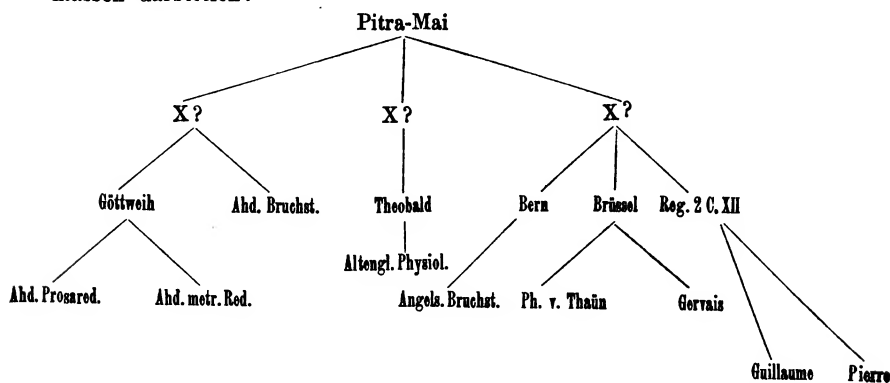 Pitra-Mai
X? X? X?
Göttweih Ahd. Bruchst. Theobald Bern Brüssel Reg. 2 C. XII
Altengl. Physiol.
Ahd. Prosared. Ahd. metr. Red. Angels. Bruchst. Ph. v. Thaün Gervais
Guillaume Pierre